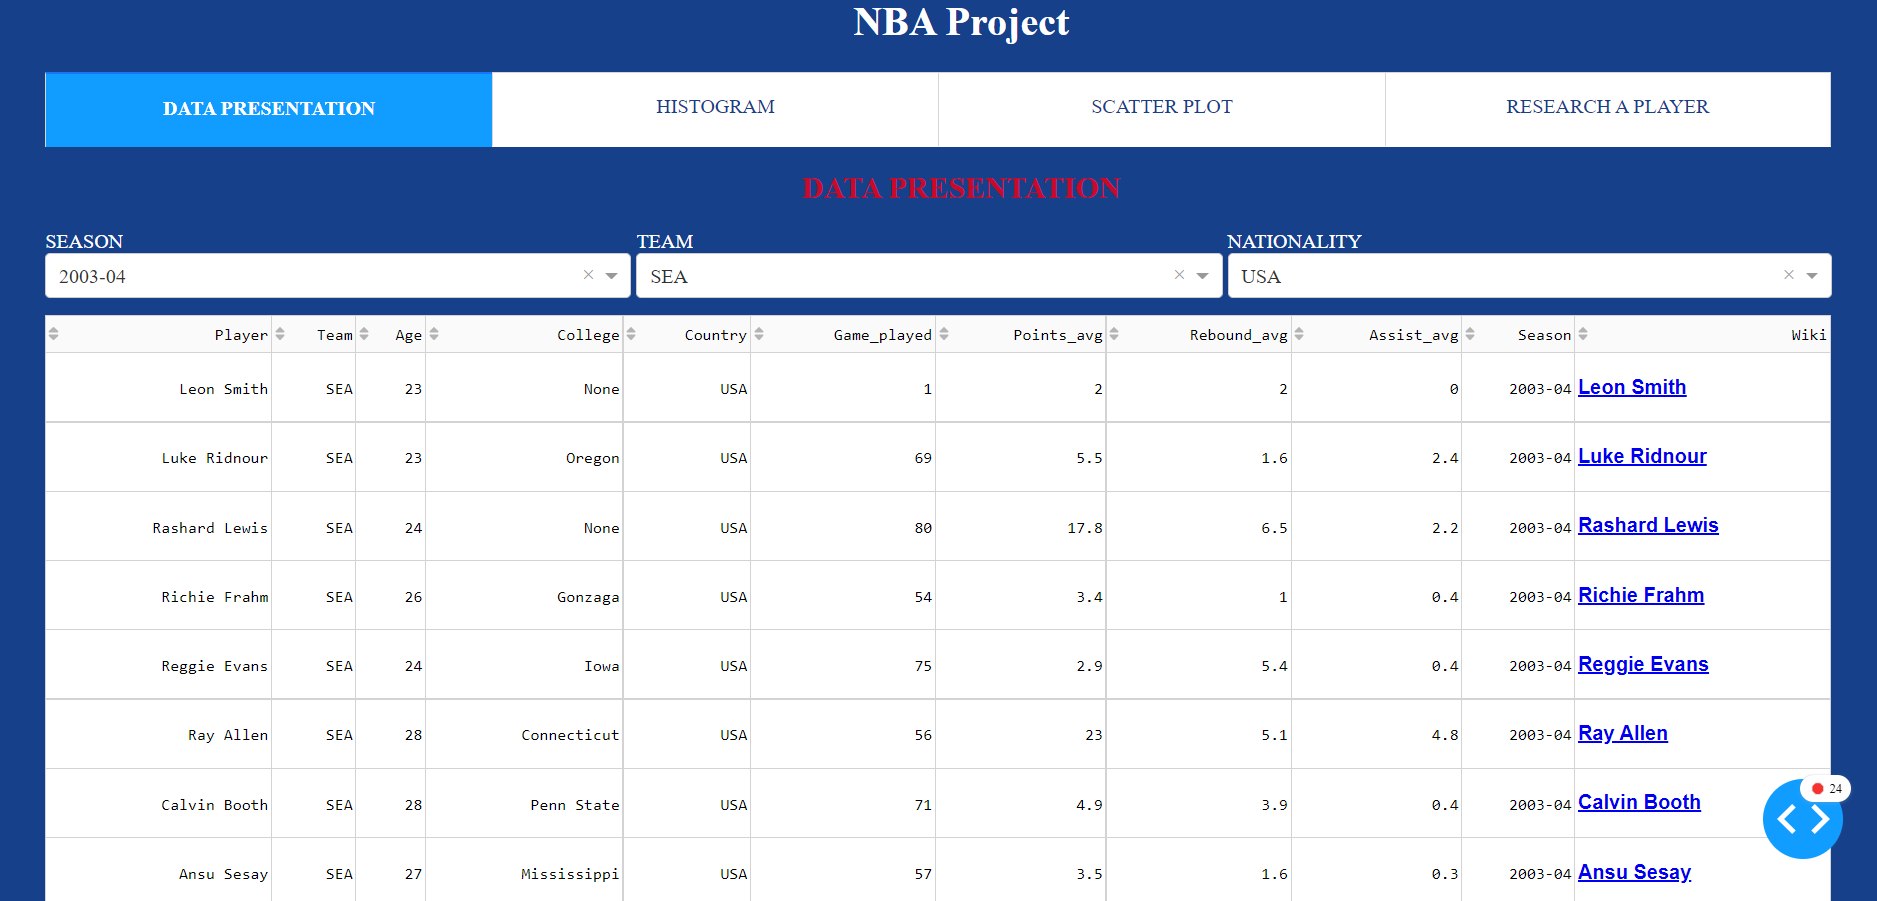 NBA Project
DATA PRESENTATION HISTOGRAM SCATTER PLOT RESEARCH A PLAYER
DATA PRESENTATION
SEASON TEAM NATIONALITY
2003-04 × SEA × USA ×
Player Team Age College Country Game_played Points_avg Rebound_avg Assist_avg Season Wiki
Leon Smith SEA 23 None USA 1 2 2 0 2003-04 Leon Smith
Luke Ridnour SEA 23 Oregon USA 69 5.5 1.6 2.4 2003-04 Luke Ridnour
Rashard Lewis SEA 24 None USA 80 17.8 6.5 2.2 2003-04 Rashard Lewis
Richie Frahm SEA 26 Gonzaga USA 54 3.4 1 0.4 2003-04 Richie Frahm
Reggie Evans SEA 24 Iowa USA 75 2.9 5.4 0.4 2003-04 Reggie Evans
Ray Allen SEA 28 Connecticut USA 56 23 5.1 4.8 2003-04 Ray Allen
Calvin Booth SEA 28 Penn State USA 71 4.9 3.9 0.4 2003-04 Calvin Booth
24
Ansu Sesay SEA 27 Mississippi USA 57 3.5 1.6 0.3 2003-04 Ansu Sesay